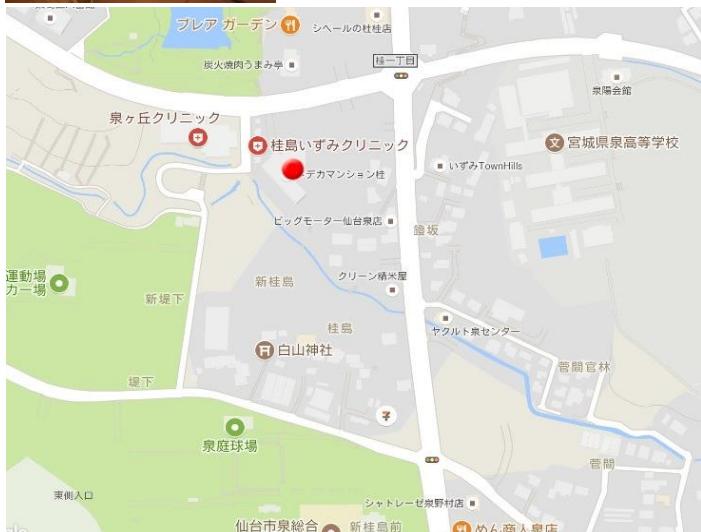 ブレア ガーデン
シベールの杜桂店
炭火焼肉うまみ亭
桂一丁目
泉陽会館
泉ヶ丘クリニック
桂島いずみクリニック
宮城県泉高等学校
デカマンション桂
いずみTownHills
ビッグモーター仙台泉店
鐙坂
運動場
カー場
新桂島
クリーン精米屋
新堤下
桂島
ヤクルト泉センター
白山神社
菅間官林
堤下
泉庭球場
菅間
東側入口
シャトレーゼ泉野村店
仙台市泉総合
新桂島前
めん商人泉店